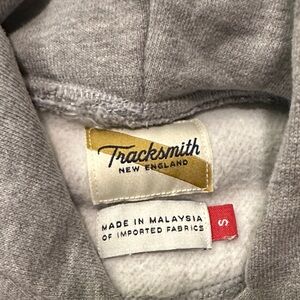 Tracksmith
NEW ENGLAND
MADE IN MALAYSIA
OF IMPORTED FABRICS
S